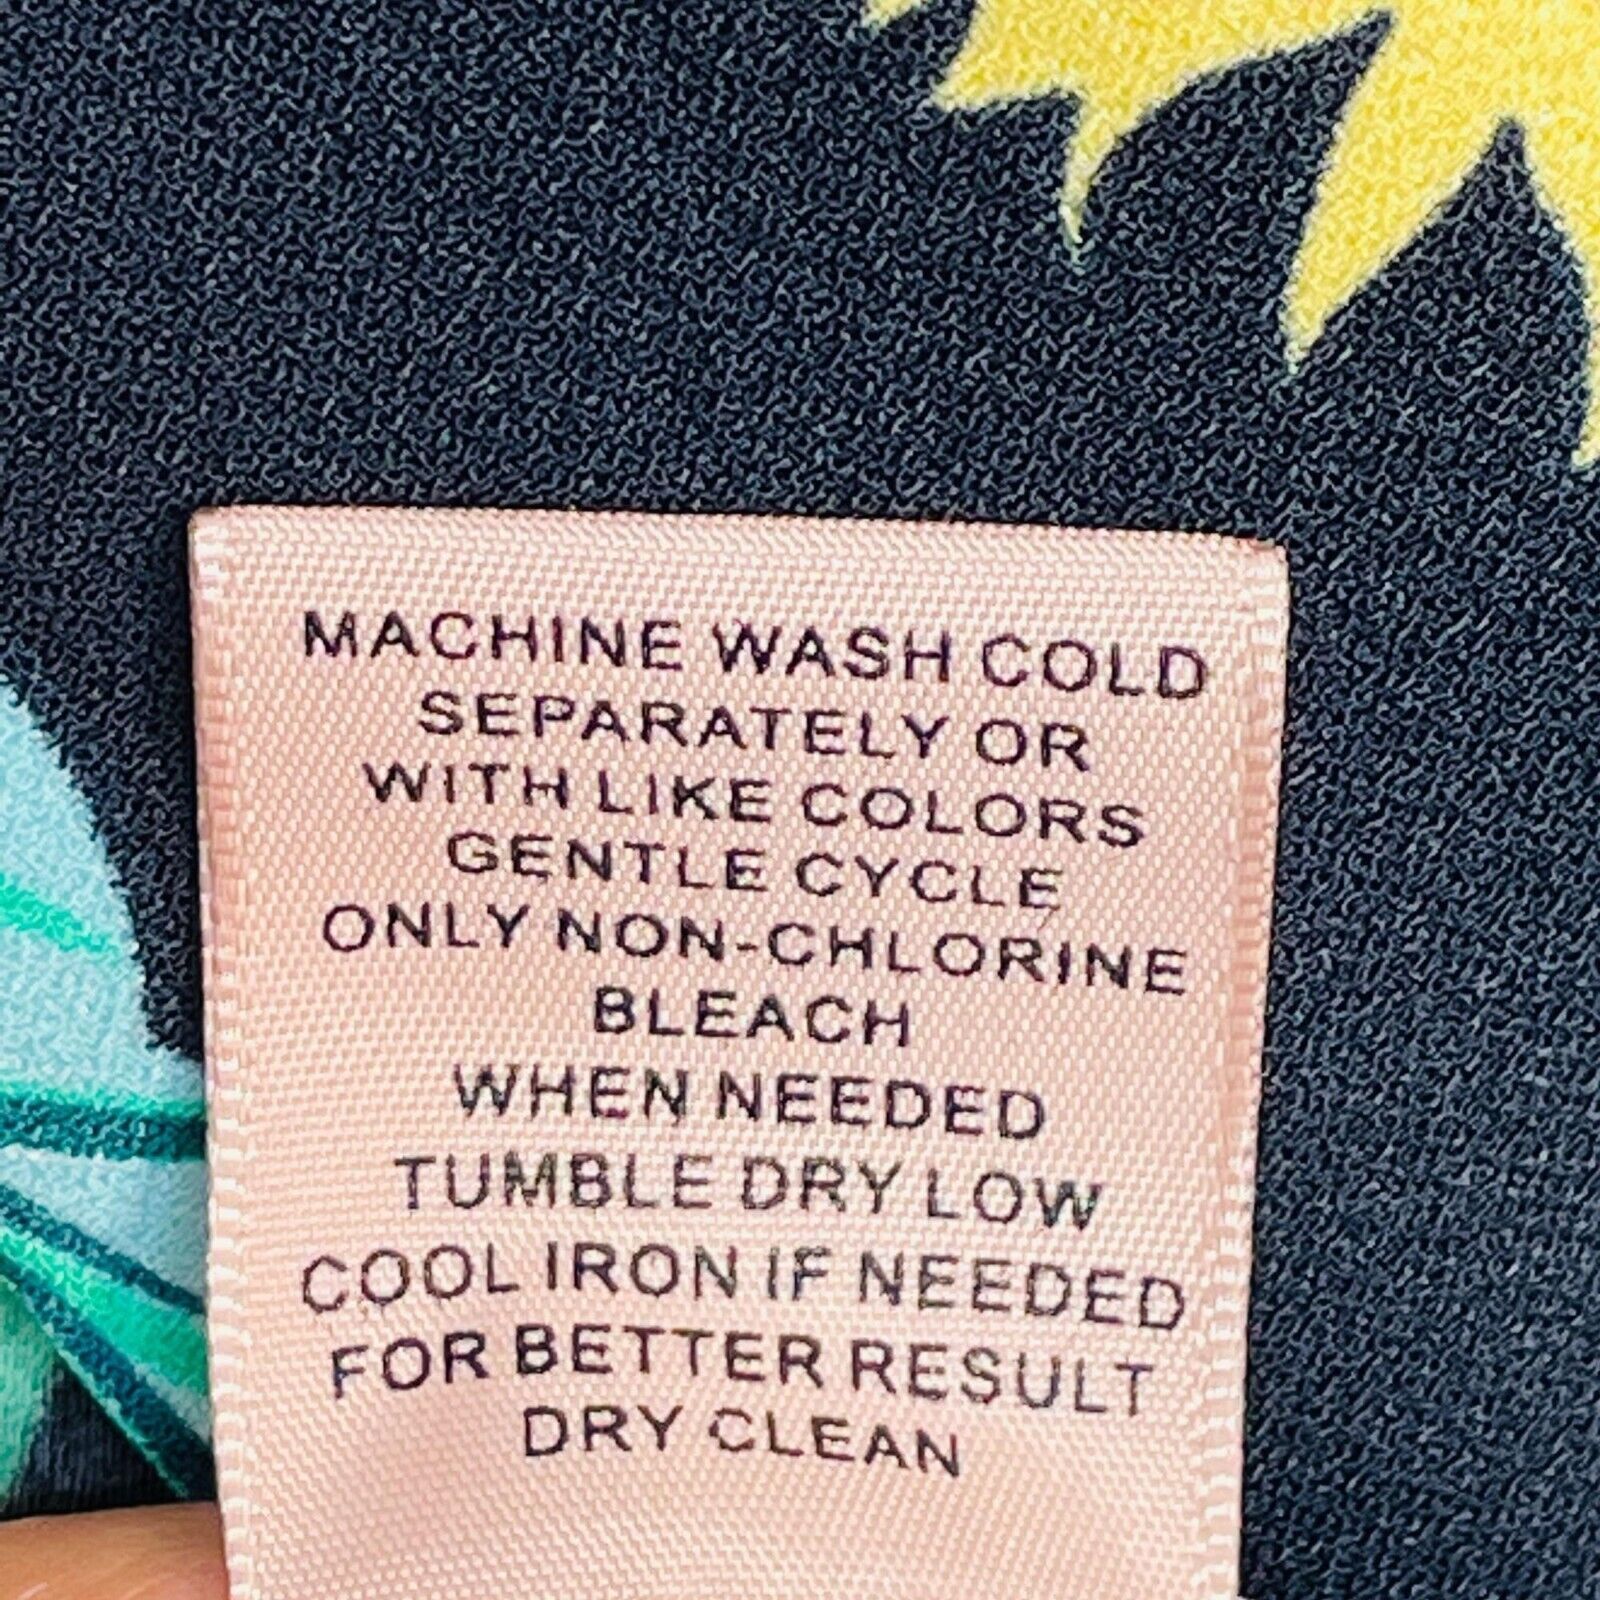 MACHINE WASH COLD
SEPARATELY OR
WITH LIKE COLORS
GENTLE CYCLE
ONLY NON-CHLORINE
BLEACH
WHEN NEEDED
TUMBLE DRY LOW
COOL IRON IF NEEDED
FOR BETTER RESULT
DRY CLEAN